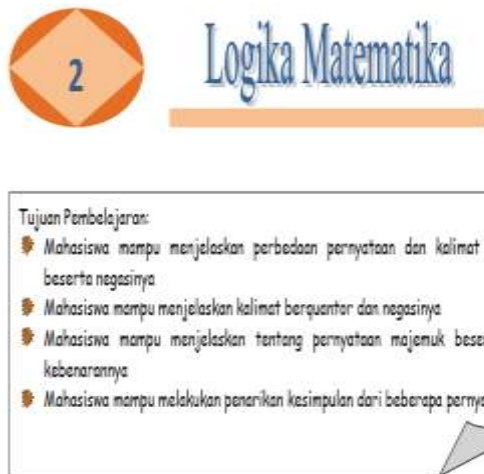 2
Logika Matematika
Tujuan Pembelajaran:
Mahasiswa mampu menjelaskan perbedaan pernyataan dan kalimat
beserta negasinya
Mahasiswa mampu menjelaskan kalimat berquantor dan negasinya
Mahasiswa mampu menjelaskan tentang pernyataan majemuk beser
kebenarannya
Mahasiswa mampu melakukan penarikan kesimpulan dari beberapa pernya